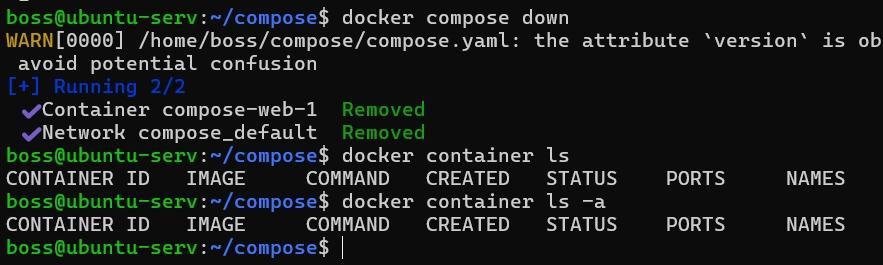 boss@ubuntu-serv:~/compose$ docker compose down
WARN[0000] /home/boss/compose/compose.yaml: the attribute `version` is ob
avoid potential confusion
[+] Running 2/2
✔Container compose-web-1  Removed
✔Network compose_default  Removed
boss@ubuntu-serv:~/compose$ docker container ls
CONTAINER ID   IMAGE     COMMAND   CREATED   STATUS    PORTS     NAMES
boss@ubuntu-serv:~/compose$ docker container ls -a
CONTAINER ID   IMAGE     COMMAND   CREATED   STATUS    PORTS     NAMES
boss@ubuntu-serv:~/compose$